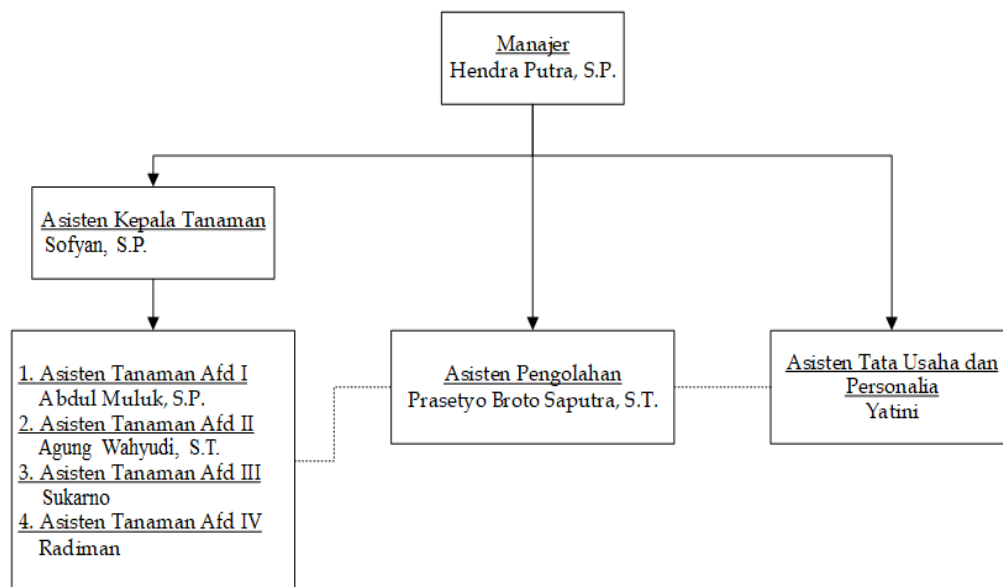 Manajer
Hendra Putra, S.P.
Asisten Kepala Tanaman
Sofyan, S.P.
1. Asisten Tanaman Afd I
Abdul Muluk, S.P.
2. Asisten Tanaman Afd II
Agung Wahyudi, S.T.
3. Asisten Tanaman Afd III
Sukarno
4. Asisten Tanaman Afd IV
Radiman
Asisten Pengolahan
Prasetyo Broto Saputra, S.T.
Asisten Tata Usaha dan
Personalia
Yatini